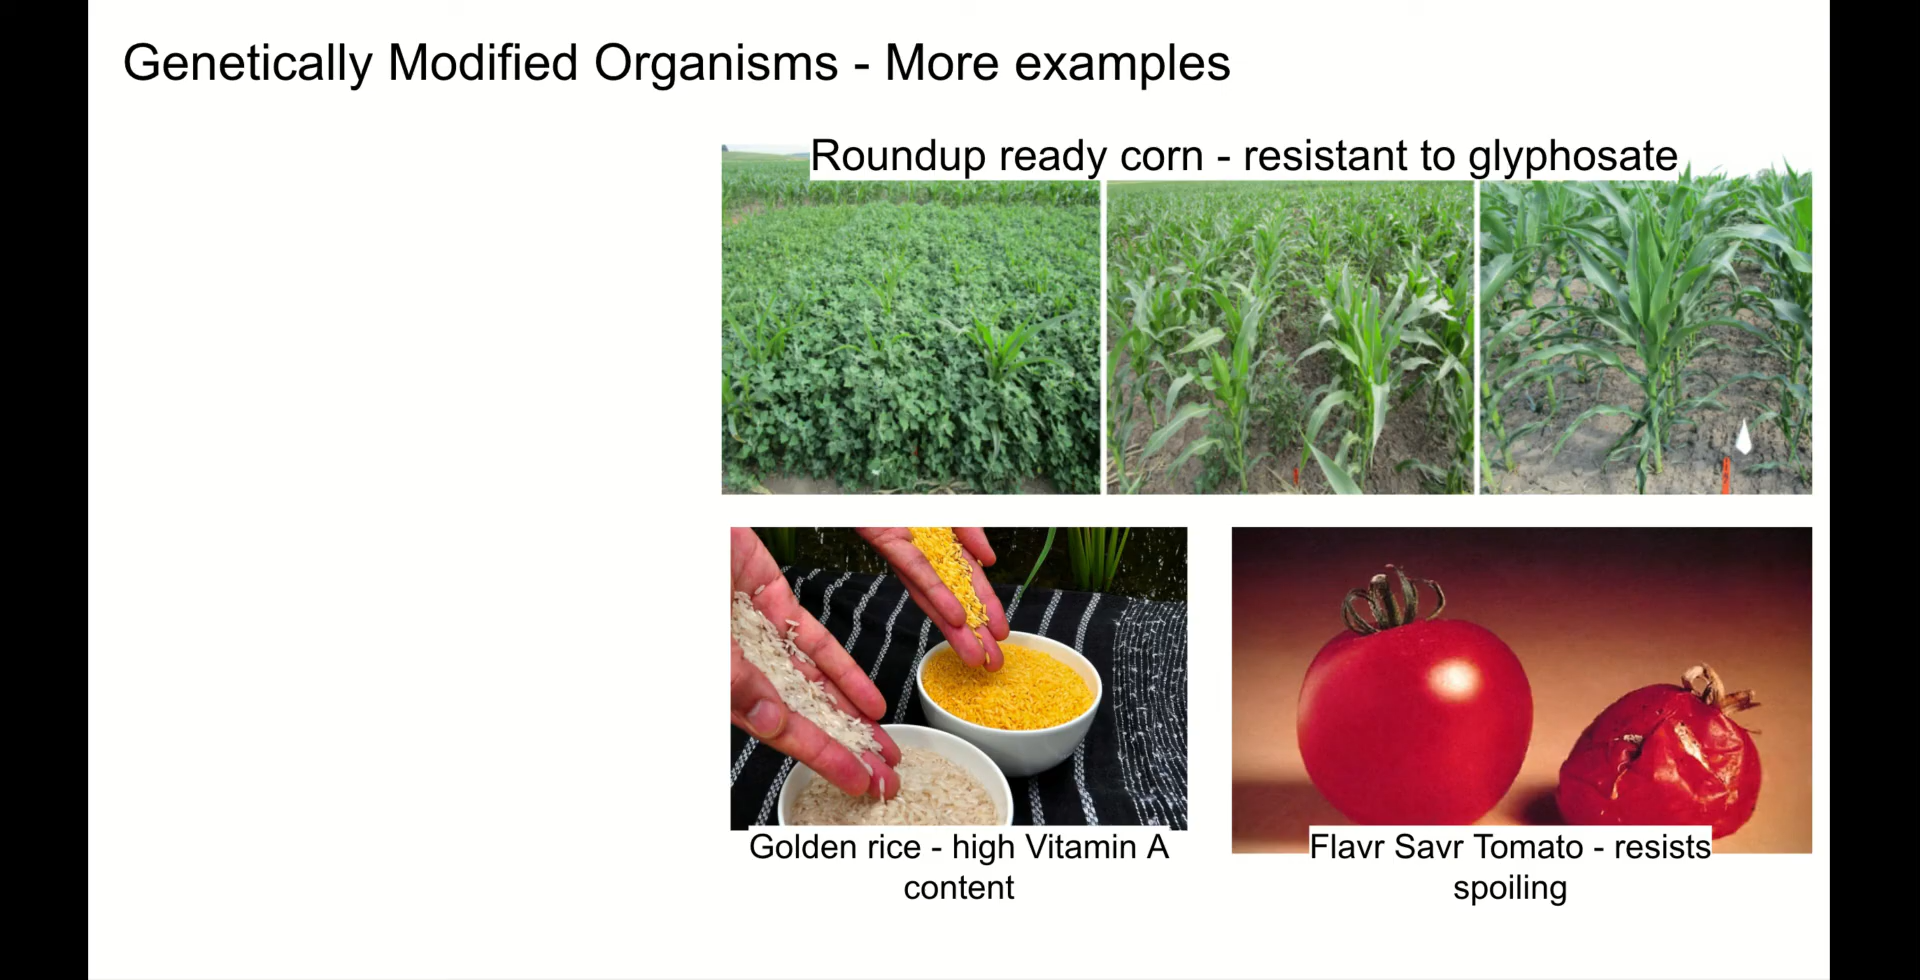 Genetically Modified Organisms - More examples
Roundup ready corn - resistant to glyphosate
Golden rice - high Vitamin A
content
Flavr Savr Tomato - resists
spoiling